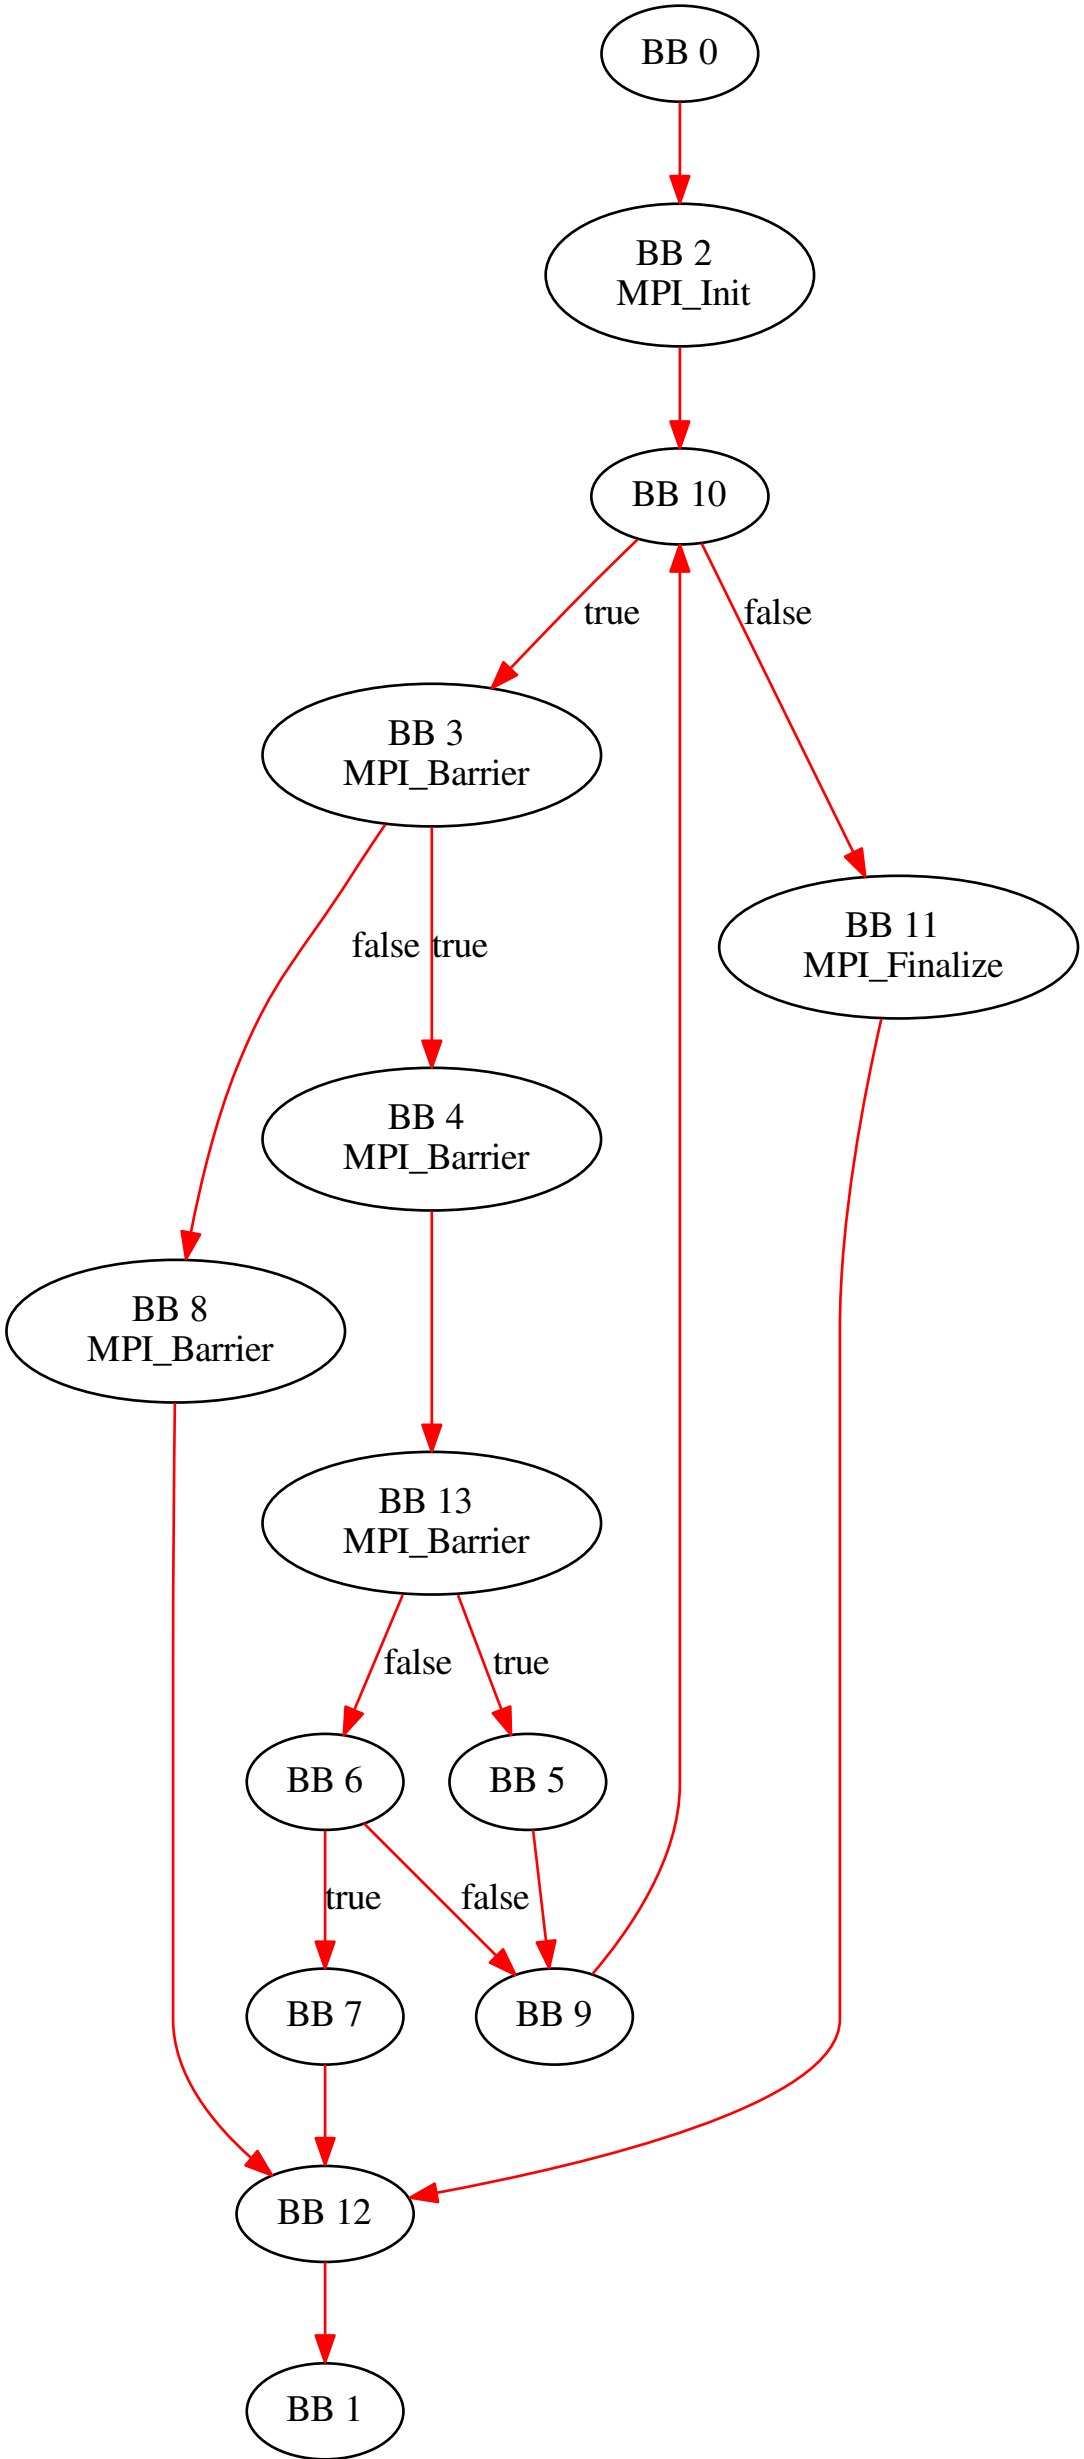 BB 0
BB 2
MPI_Init
BB 10
true
false
BB 3
MPI_Barrier
BB 11
MPI_Finalize
false
true
BB 4
MPI_Barrier
BB 8
MPI_Barrier
BB 13
MPI_Barrier
false
true
BB 6
BB 5
true
false
BB 7
BB 9
BB 12
BB 1